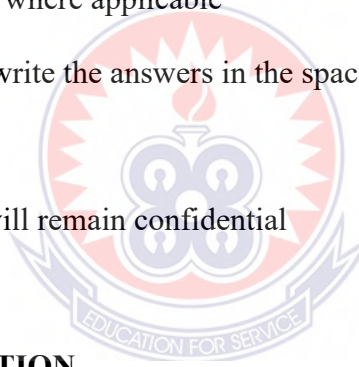 where applicable
write the answers in the spac
will remain confidential
EDUCATION FOR SERVICE
TION